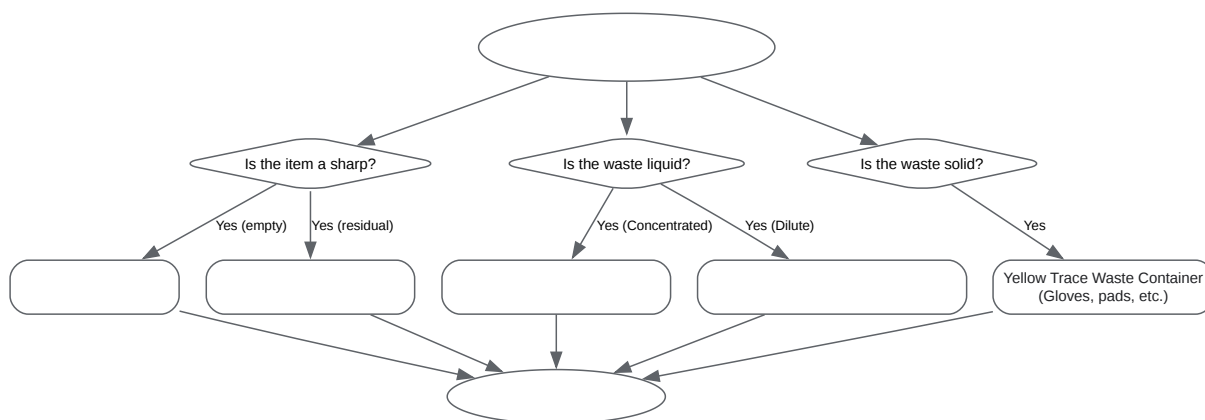 Is the item a sharp?
Is the waste liquid?
Is the waste solid?
Yes (empty)
Yes (residual)
Yes (Concentrated)
Yes (Dilute)
Yes
Yellow Trace Waste Container
(Gloves, pads, etc.)